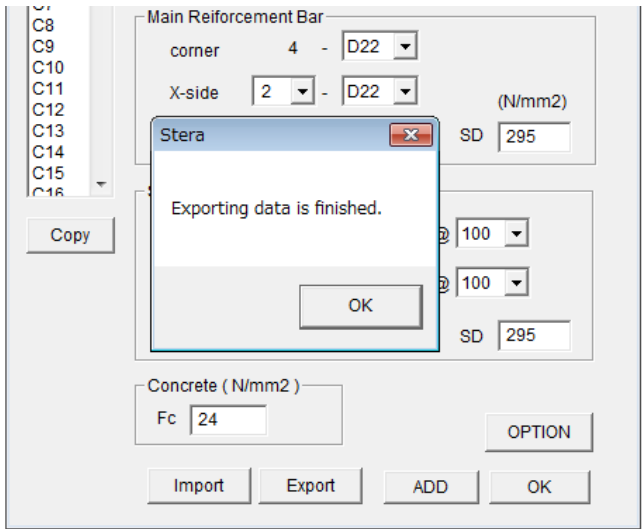 C8
C9
C10
C11
C12
C13
C14
C15
C16
Copy
Main Reiforcement Bar
corner 4 - D22
X-side 2 - D22
(N/mm2)
SD 295
Stera
Exporting data is finished.
OK
@ 100
@ 100
SD 295
Concrete ( N/mm2 )
Fc 24
OPTION
Import Export ADD OK